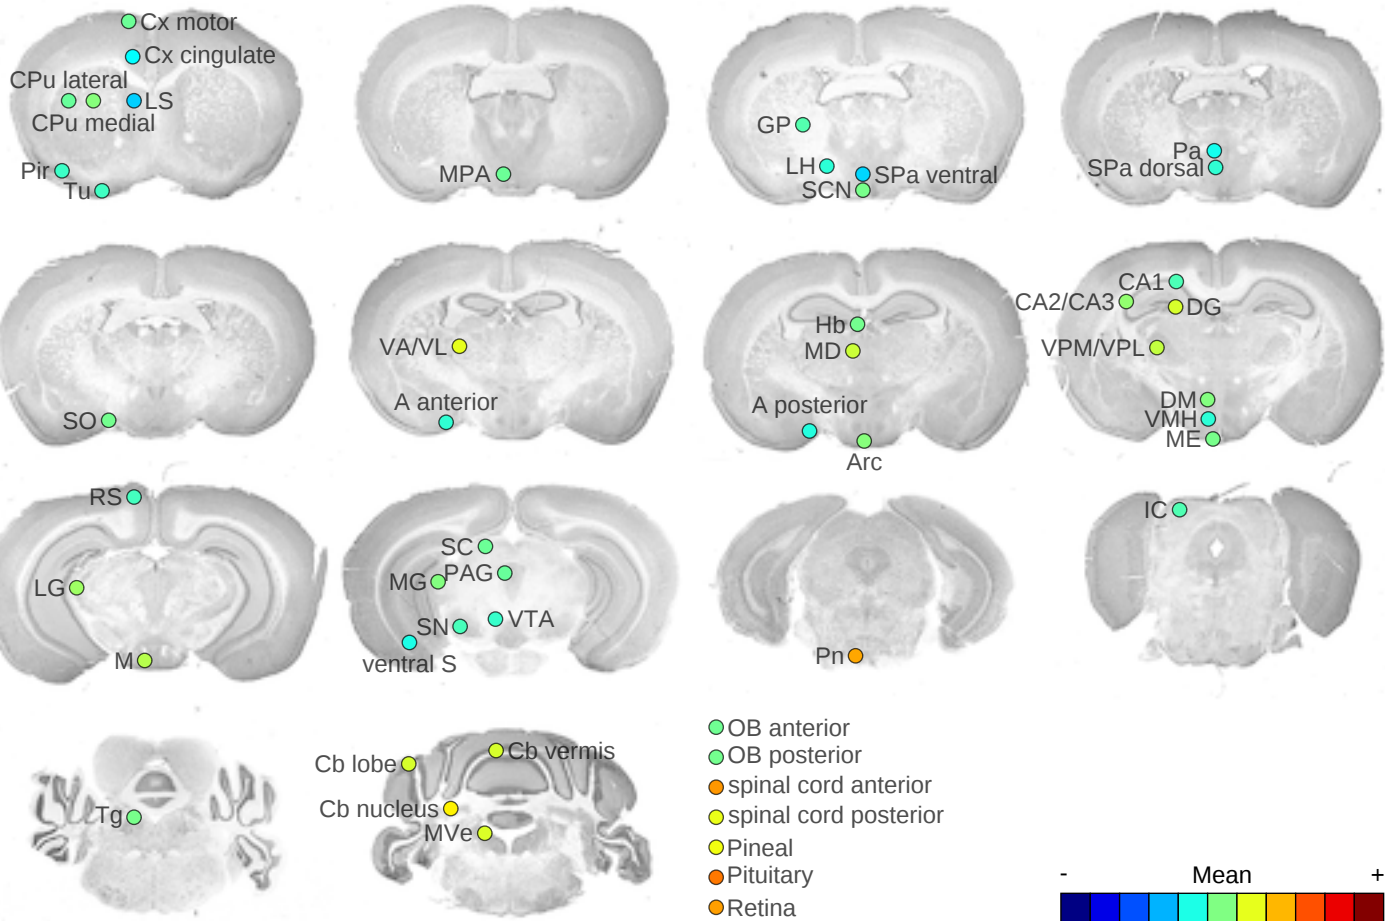 Cx motor
Cx cingulate
CPu lateral
LS
CPu medial
Pir
Tu
MPA
GP
LH
SPa ventral
SCN
Pa
SPa dorsal
SO
VA/VL
A anterior
Hb
MD
A posterior
Arc
CA1
CA2/CA3
DG
VPM/VPL
DM
VMH
ME
RS
LG
M
SC
PAG
MG
SN
VTA
ventral S
Pn
IC
Tg
Cb lobe
Cb vermis
Cb nucleus
MVe
OB anterior
OB posterior
spinal cord anterior
spinal cord posterior
Pineal
Pituitary
Retina
- Mean +